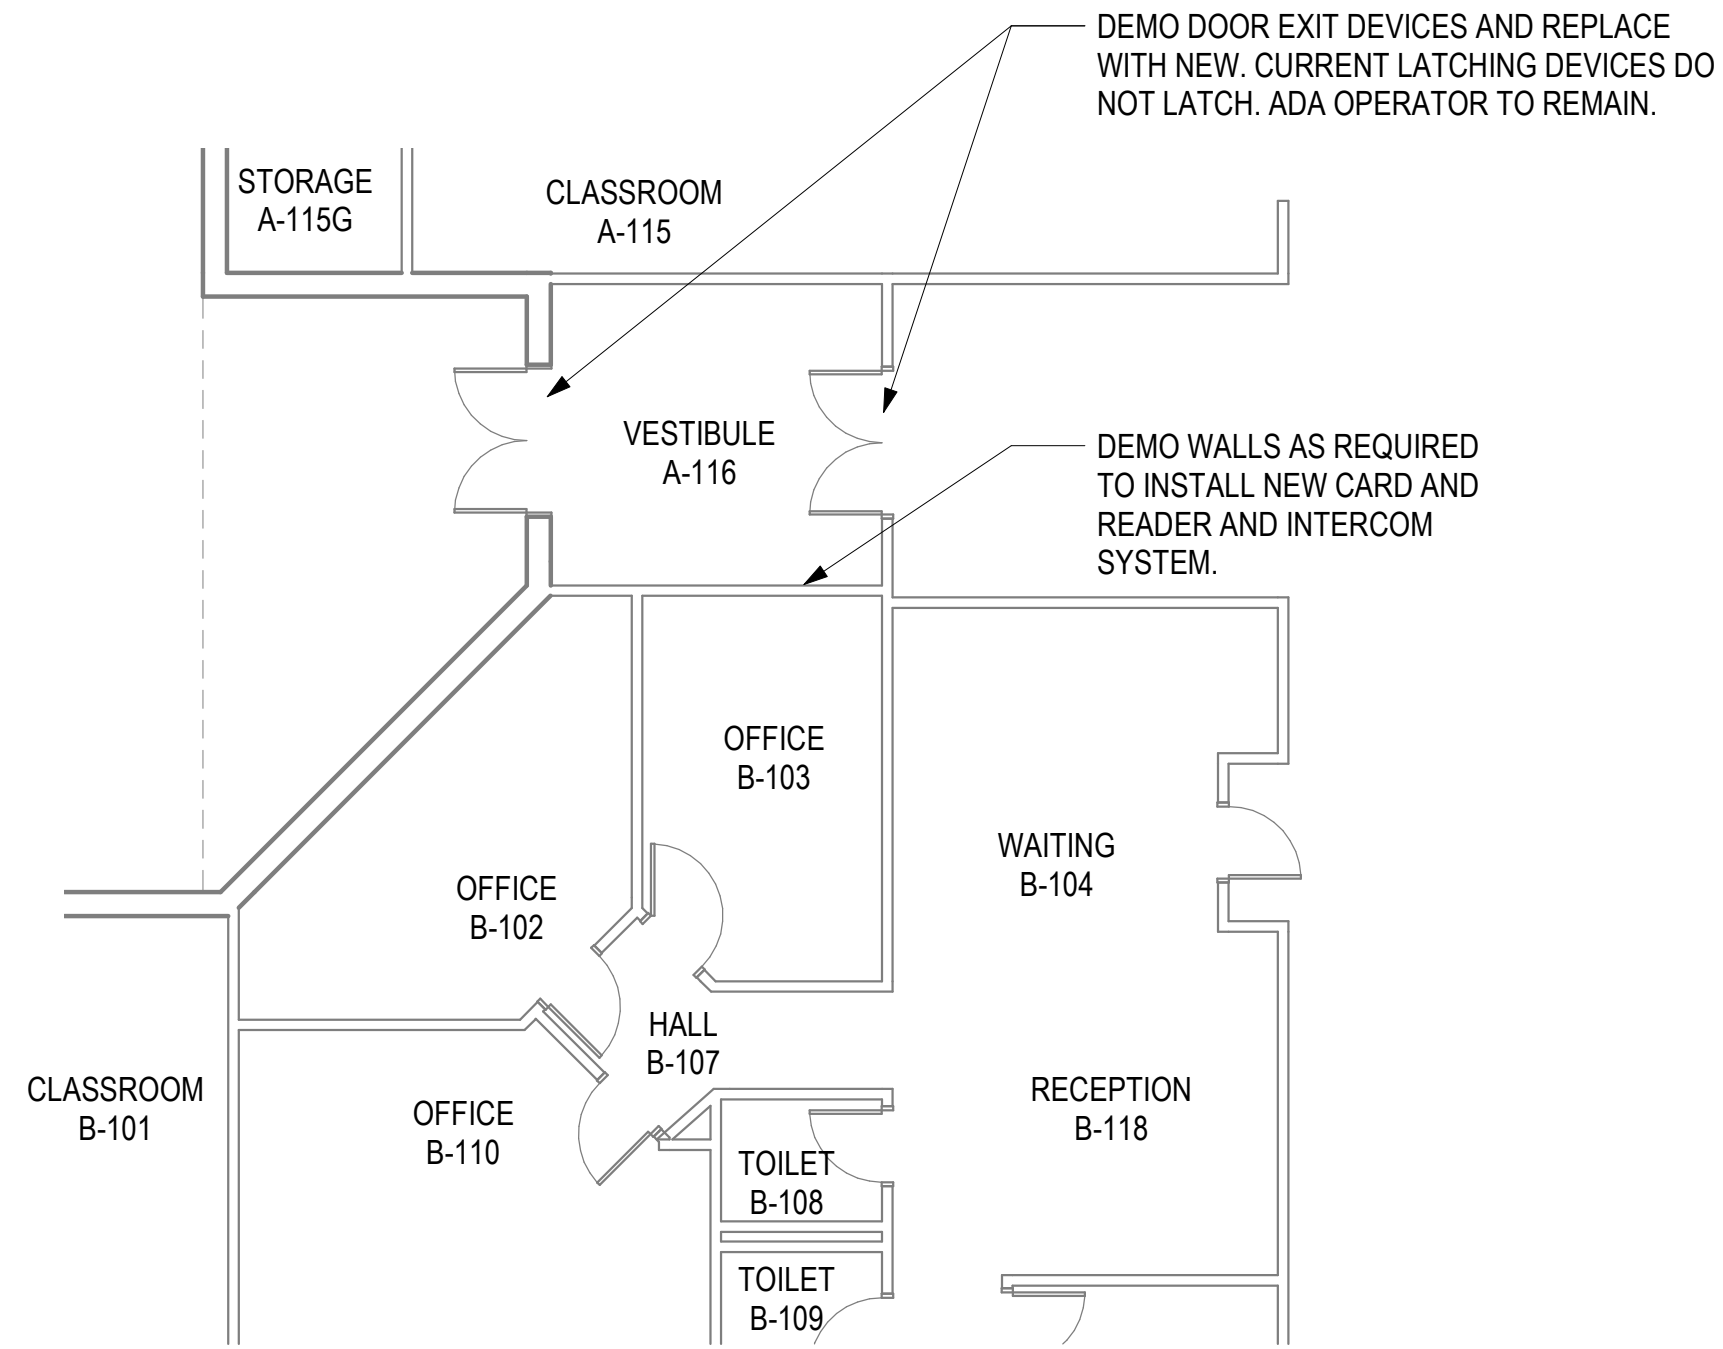 DEMO DOOR EXIT DEVICES AND REPLACE
WITH NEW. CURRENT LATCHING DEVICES DO
NOT LATCH. ADA OPERATOR TO REMAIN.
STORAGE
A-115G
CLASSROOM
A-115
VESTIBULE
A-116
DEMO WALLS AS REQUIRED
TO INSTALL NEW CARD AND
READER AND INTERCOM
SYSTEM.
OFFICE
B-103
WAITING
B-104
OFFICE
B-102
HALL
B-107
CLASSROOM
B-101
OFFICE
B-110
RECEPTION
B-118
TOILET
B-108
TOILET
B-109